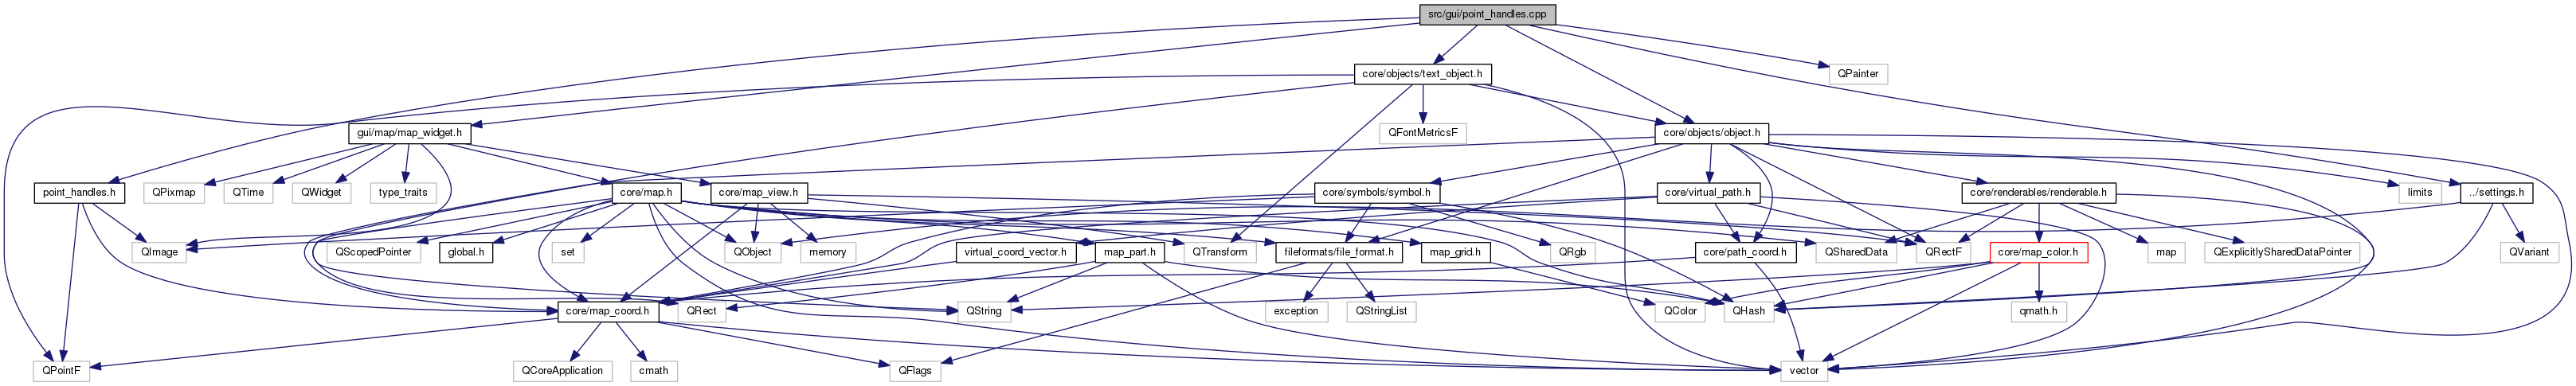 src/gui/point_handles.cpp
core/objects/text_object.h
QPainter
gui/map/map_widget.h
QFontMetricsF
core/objects/object.h
point_handles.h
QPixmap
QTime
QWidget
type_traits
core/map.h
core/map_view.h
core/symbols/symbol.h
core/virtual_path.h
core/renderables/renderable.h
limits
../settings.h
QImage
QScopedPointer
global.h
set
QObject
memory
QTransform
virtual_coord_vector.h
map_part.h
fileformats/file_format.h
map_grid.h
QRgb
core/path_coord.h
QSharedData
QRectF
core/map_color.h
map
QExplicitlySharedDataPointer
QVariant
core/map_coord.h
QRect
QString
exception
QStringList
QColor
QHash
qmath.h
QPointF
QCoreApplication
cmath
QFlags
vector